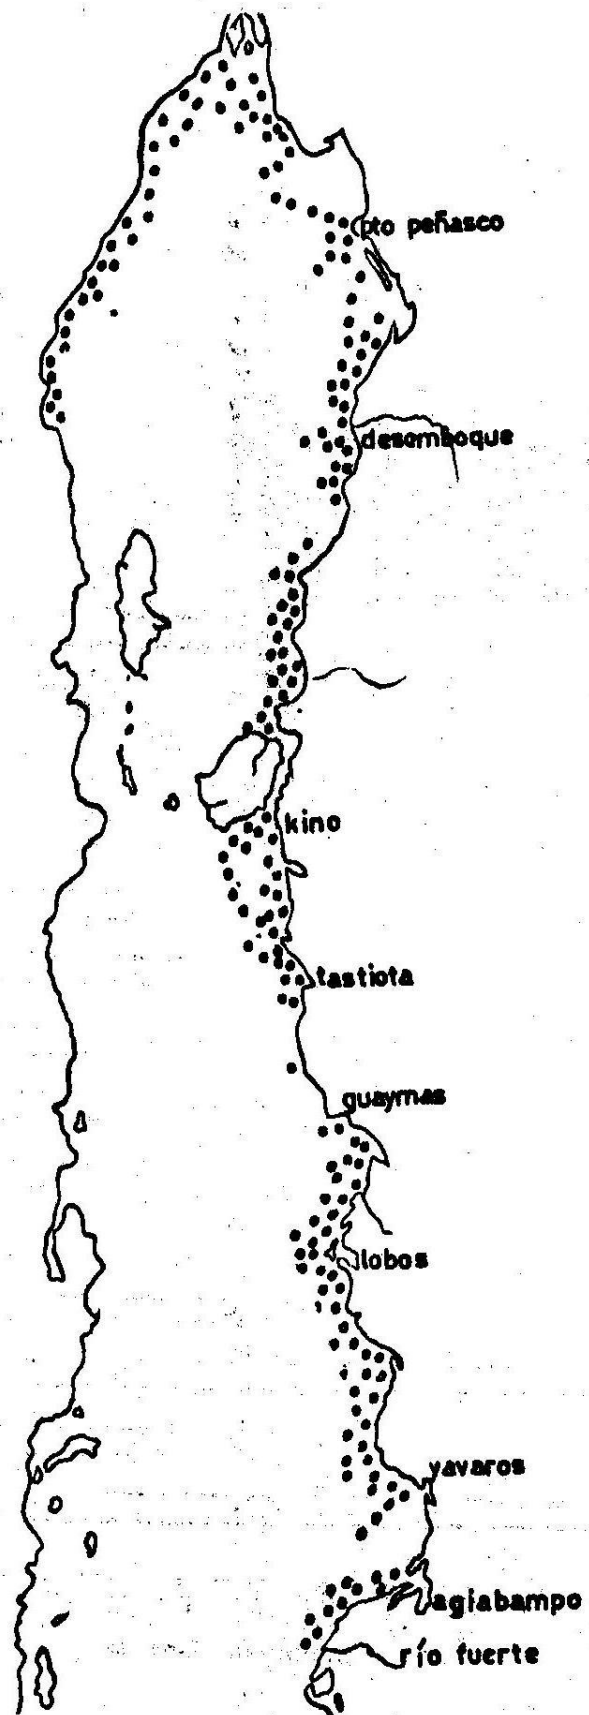 pto peñasco
desemboque
kino
tastiota
guaymas
lobos
yavaros
agiabampo
río fuerte